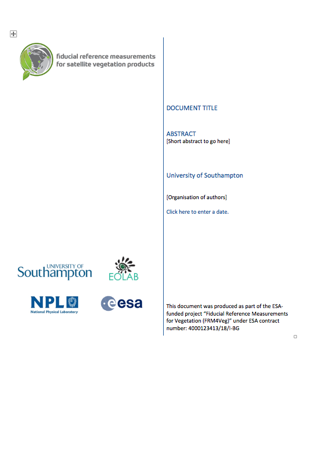 fiducial reference measurements
for satellite vegetation products
DOCUMENT TITLE
ABSTRACT
[Short abstract to go here]
University of Southampton
[Organisation of authors]
Click here to enter a date.
UNIVERSITY OF
Southampton
EOLAB
NPL
National Physical Laboratory
esa
This document was produced as part of the ESA-
funded project "Fiducial Reference Measurements
for Vegetation (FRM4Veg)" under ESA contract
number: 4000123413/18/I-BG